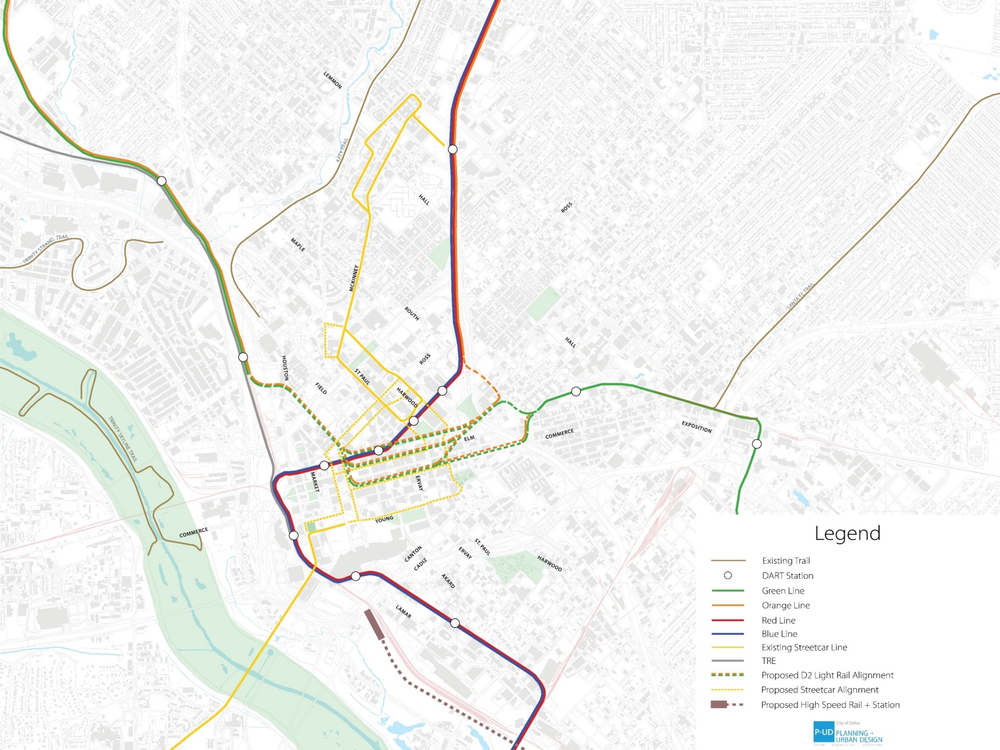 LEMMON
KATY TRAIL
HALL
ROSS
MAPLE
TRINITY STRAND TRAIL
MCKINNEY
ROUTH
SANTA FE TRAIL
HALL
HOUSTON
ROSS
ST PAUL
FIELD
HARWOOD
TRINITY SKYLINE TRAIL
EXPOSITION
COMMERCE
ELM
MARKET
ERVAY
YOUNG
COMMERCE
CANTON
CADIZ
ERVAY
ST. PAUL
HARWOOD
AKARD
LAMAR
Legend
Existing Trail
DART Station
Green Line
Orange Line
Red Line
Blue Line
Existing Streetcar Line
TRE
Proposed D2 Light Rail Alignment
Proposed Streetcar Alignment
Proposed High Speed Rail + Station
City of Dallas
P+UD PLANNING +
URBAN DESIGN